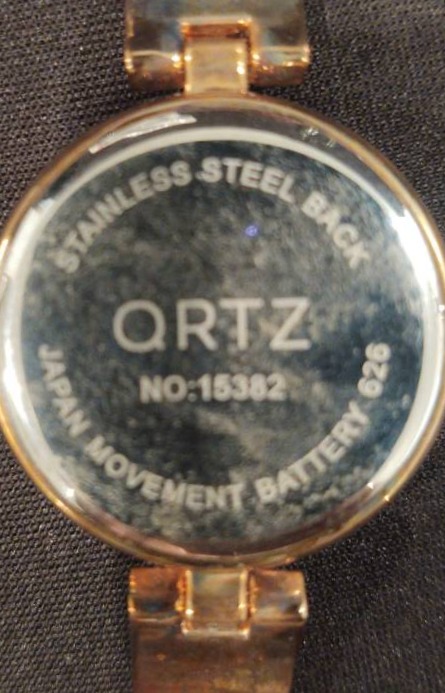 STAINLESS STEEL BACK
QRTZ
NO:15382
JAPAN MOVEMENT BATTERY 626